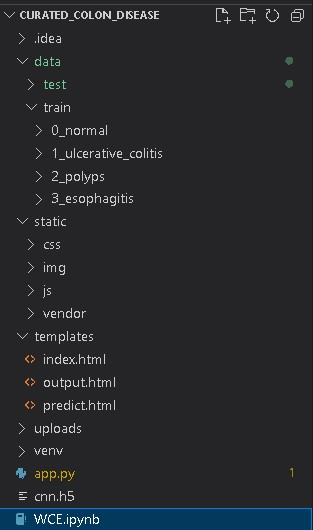 CURATED_COLON_DISEASE
.idea
data
test
train
0_normal
1_ulcerative_colitis
2_polyps
3_esophagitis
static
css
img
js
vendor
templates
index.html
output.html
predict.html
uploads
venv
app.py 1
cnn.h5
WCE.ipynb